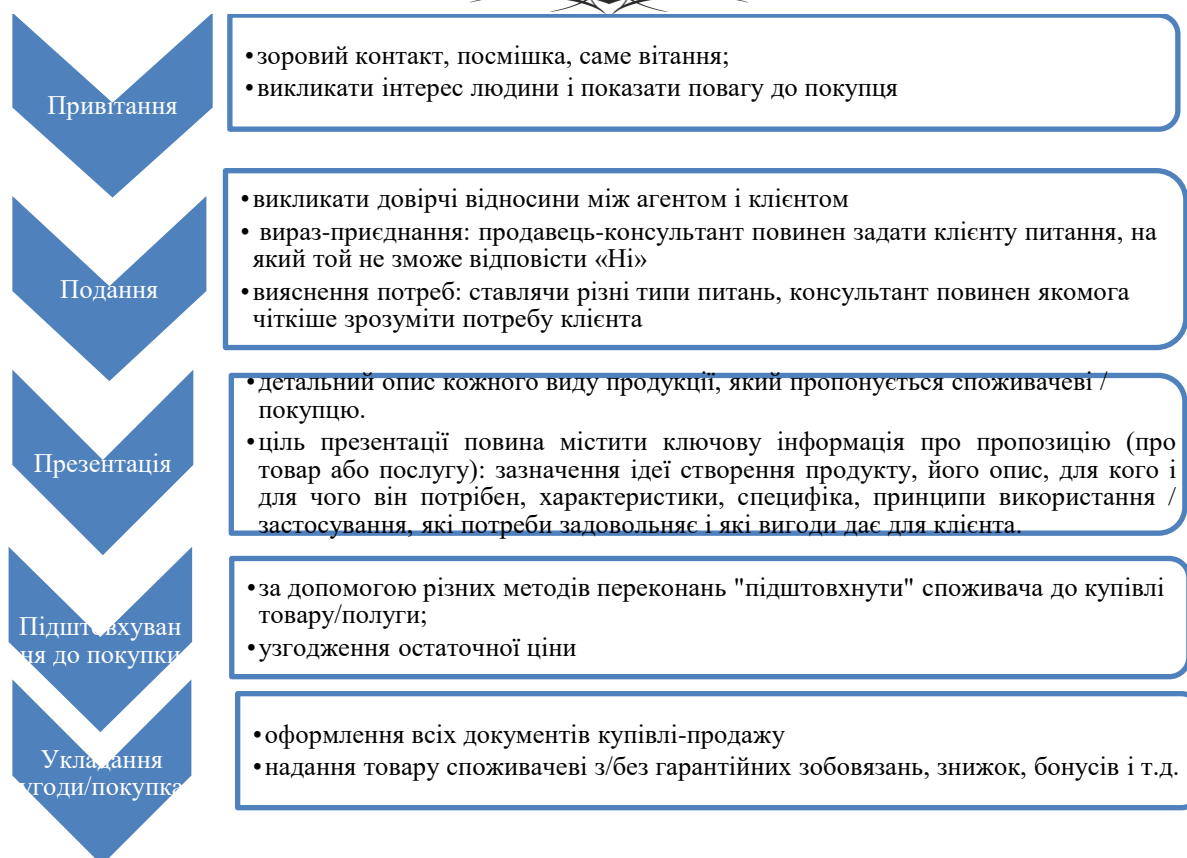 Привітання
•зоровий контакт, посмішка, саме вітання;
•викликати інтерес людини і показати повагу до покупця
Подання
•викликати довірчі відносини між агентом і клієнтом
• вираз-приєднання: продавець-консультант повинен задати клієнту питання, на
який той не зможе відповісти «Ні»
•вияснення потреб: ставлячи різні типи питань, консультант повинен якомога
чіткіше зрозуміти потребу клієнта
Презентація
•детальний опис кожного виду продукції, який пропонується споживачеві /
покупцю.
•ціль презентації повина містити ключову інформація про пропозицію (про
товар або послугу): зазначення ідеї створення продукту, його опис, для кого і
для чого він потрібен, характеристики, специфіка, принципи використання /
застосування, які потреби задовольняє і які вигоди дає для клієнта.
Підштовхуван
ня до покупки
•за допомогою різних методів переконань "підштовхнути" споживача до купівлі
товару/полуги;
•узгодження остаточної ціни
Укладання
угоди/покупка
•оформлення всіх документів купівлі-продажу
•надання товару споживачеві з/без гарантійних зобовязань, знижок, бонусів і т.д.